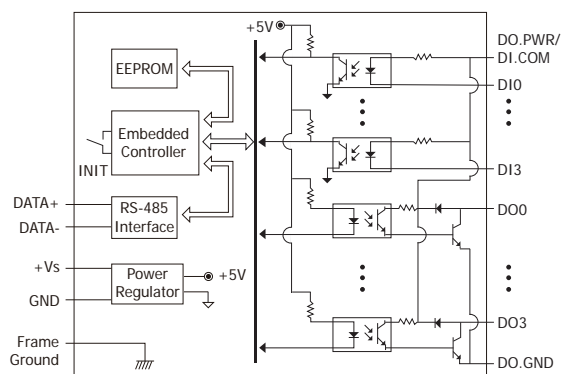 +5V
DO.PWR/
DI.COM
EEPROM
DI0
Embedded
Controller
INIT
DI3
DATA+
RS-485
Interface
DATA-
DO0
+Vs
Power
Regulator
+5V
GND
DO3
Frame
Ground
DO.GND